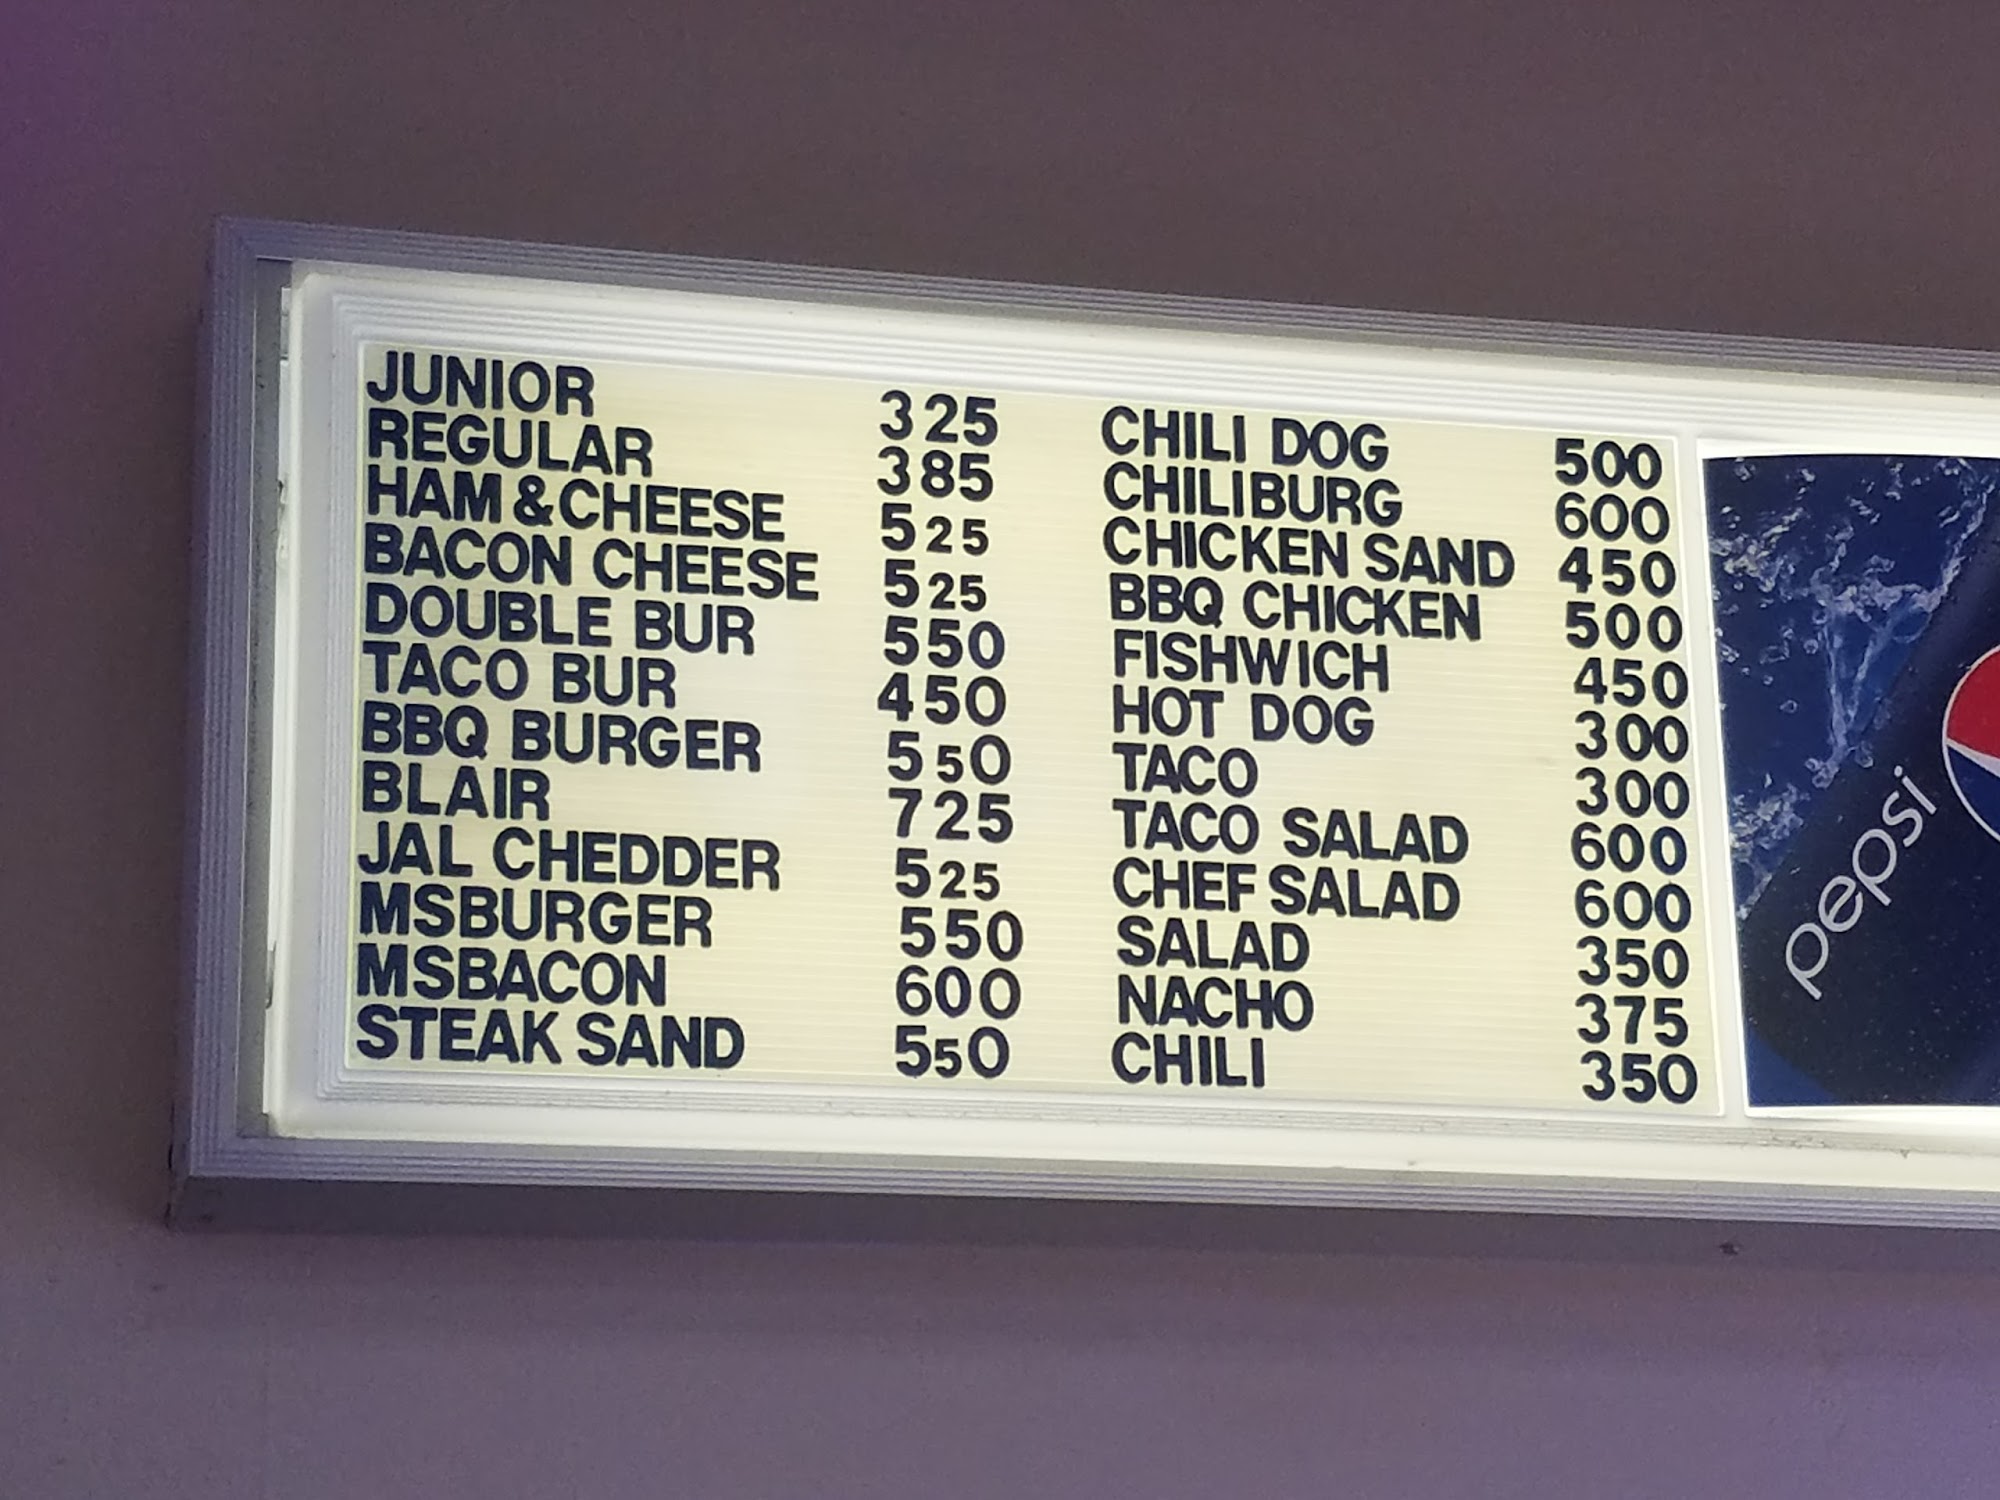 JUNIOR 325
REGULAR 385
HAM & CHEESE 525
BACON CHEESE 525
DOUBLE BUR 550
TACO BUR 450
BBQ BURGER 550
BLAIR 725
JAL CHEDDER 525
MSBURGER 550
MSBACON 600
STEAK SAND 550
CHILI DOG 500
CHILIBURG 600
CHICKEN SAND 450
BBQ CHICKEN 500
FISHWICH 450
HOT DOG 300
TACO 300
TACO SALAD 600
CHEF SALAD 600
SALAD 350
NACHO 375
CHILI 350
pepsi